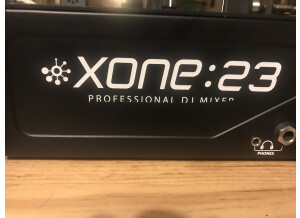 XONE:23
PROFESSIONAL DJ MIXER
PHONES